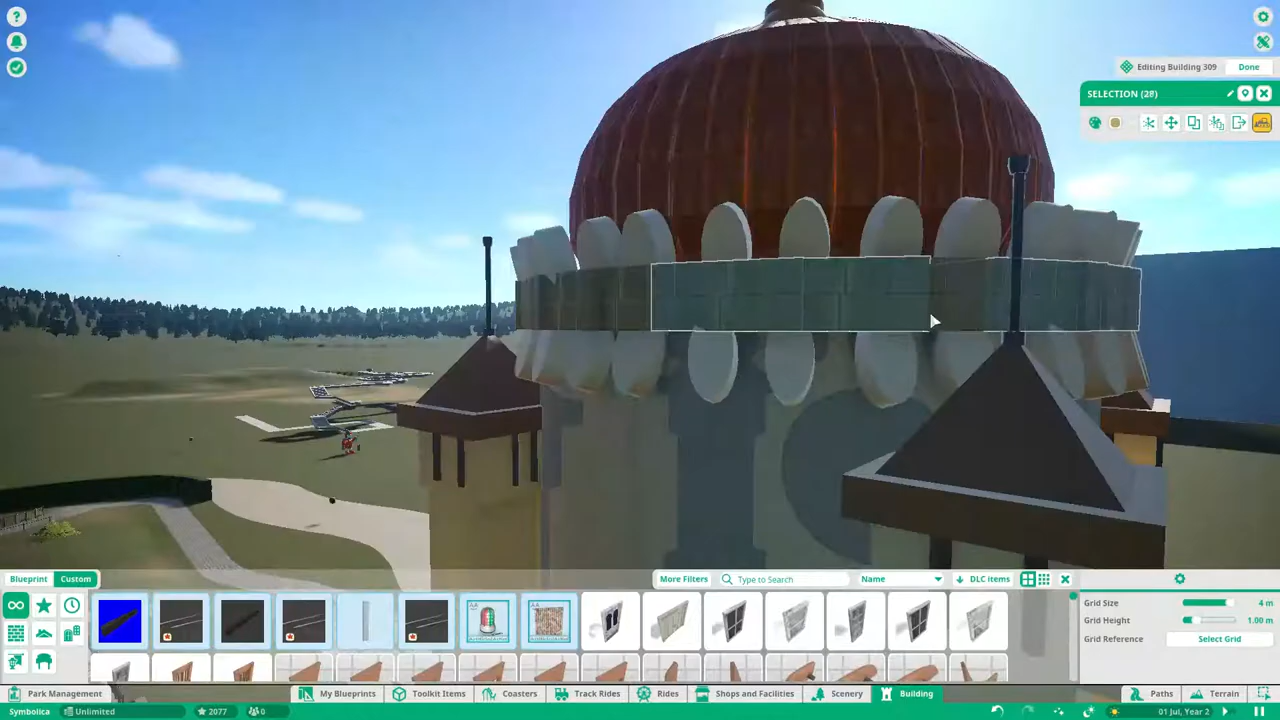 Editing Building 309 Done
SELECTION (28)
Blueprint Custom More Filters Type to Search Name DLC items
Grid Size 4 m
Grid Height 1.00 m
Grid Reference Select Grid
Park Management My Blueprints Toolkit Items Coasters Track Rides Rides Shops and Facilities Scenery Building Paths Terrain
Symbolica Unlimited 2077 0 01 Jul, Year 2